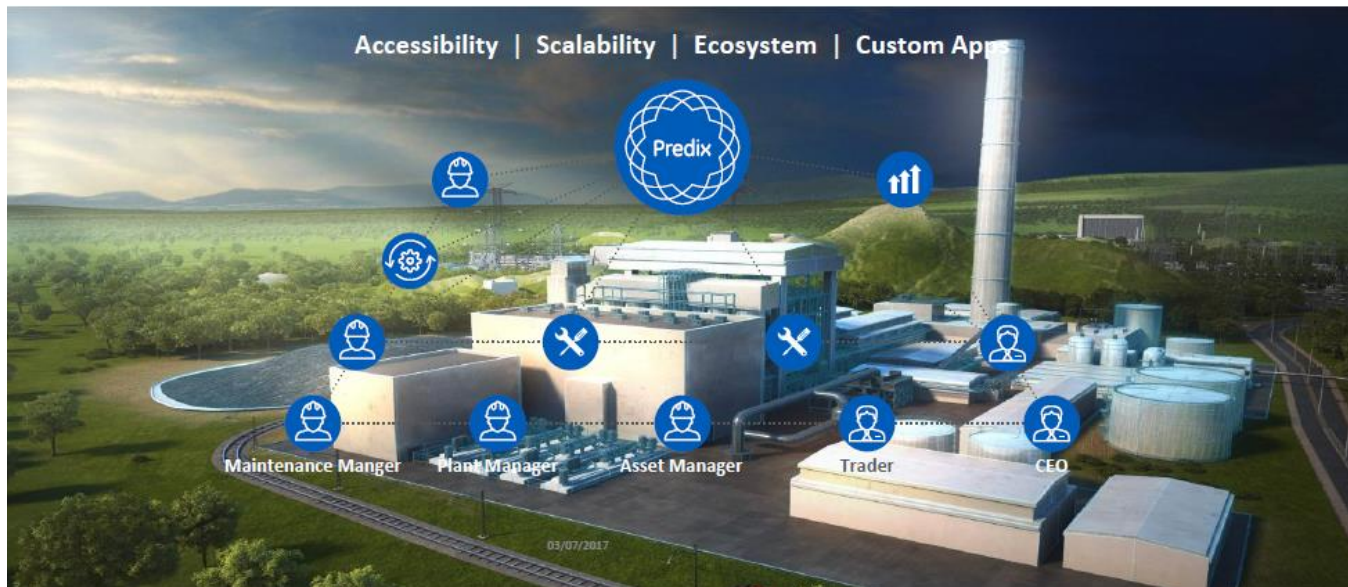 Accessibility | Scalability | Ecosystem | Custom Apps
Predix
Maintenance Manger
Plant Manager
Asset Manager
Trader
CEO
03/07/2017